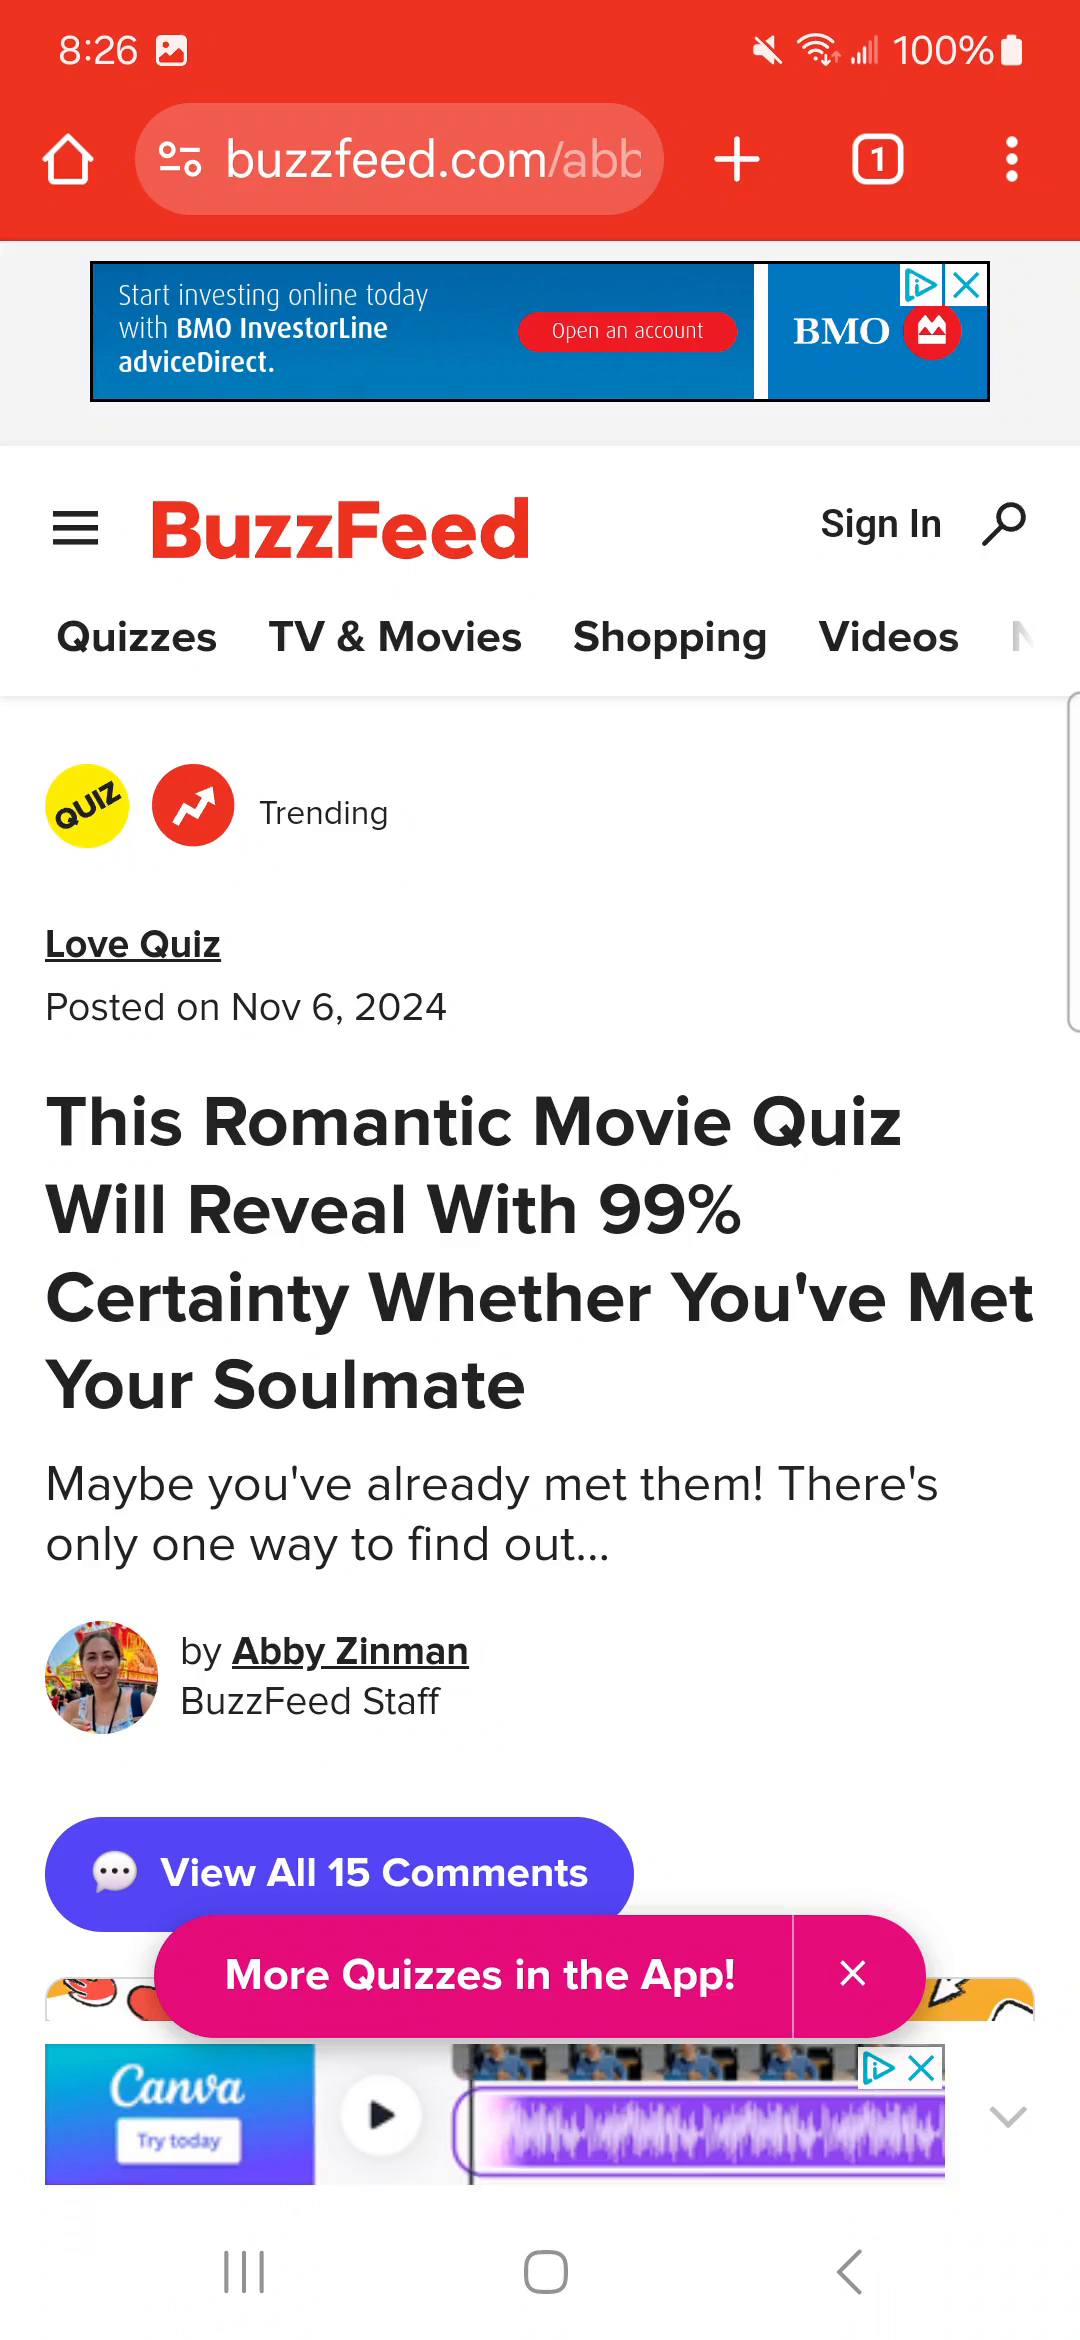 8:26
100%
buzzfeed.com/abb
1
Start investing online today
with BMO InvestorLine
adviceDirect.
Open an account
BMO
BuzzFeed
Sign In
Quizzes TV & Movies Shopping Videos
QUIZ
Trending
Love Quiz
Posted on Nov 6, 2024
This Romantic Movie Quiz
Will Reveal With 99%
Certainty Whether You've Met
Your Soulmate
Maybe you've already met them! There's
only one way to find out...
by Abby Zinman
BuzzFeed Staff
View All 15 Comments
More Quizzes in the App!
Canva
Try today